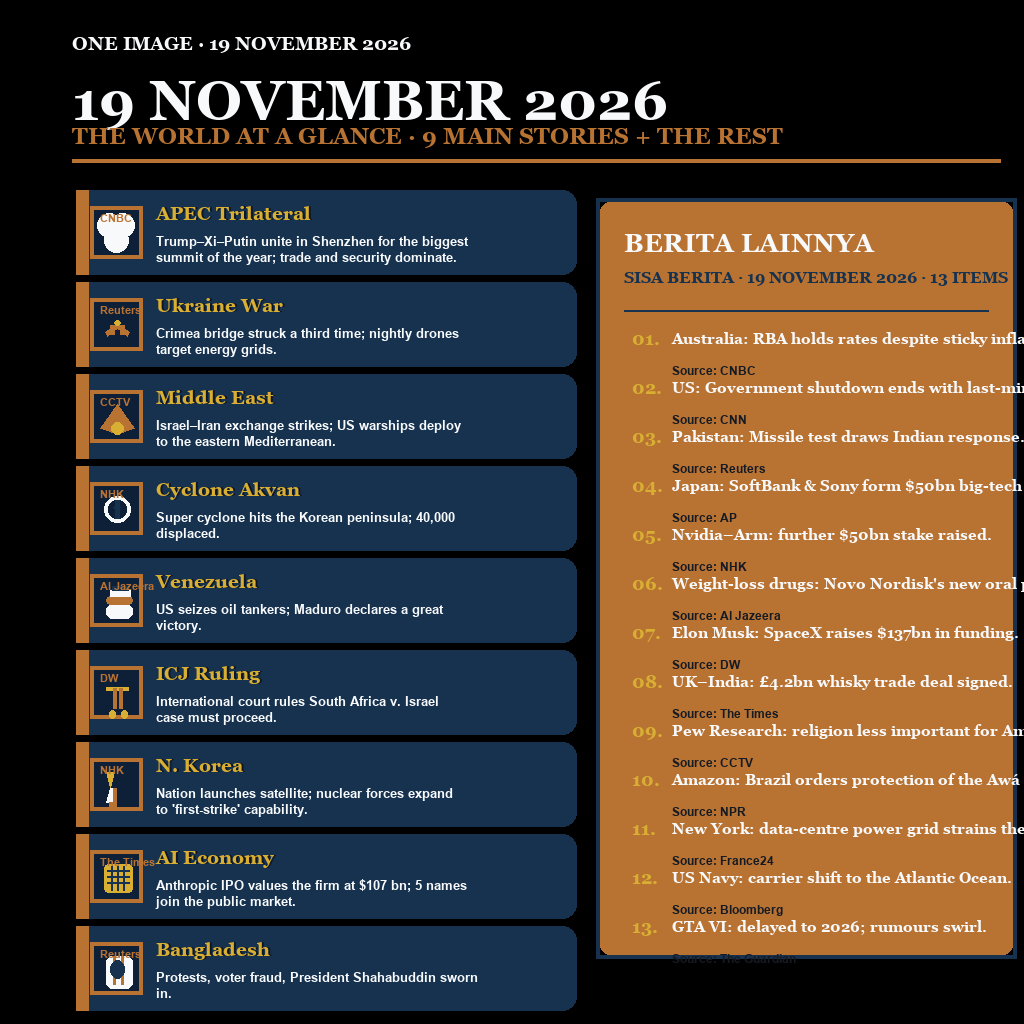 ONE IMAGE · 19 NOVEMBER 2026
19 NOVEMBER 2026
THE WORLD AT A GLANCE · 9 MAIN STORIES + THE REST
CNBC
APEC Trilateral
Trump–Xi–Putin unite in Shenzhen for the biggest
summit of the year; trade and security dominate.
Reuters
Ukraine War
Crimea bridge struck a third time; nightly drones
target energy grids.
CCTV
Middle East
Israel–Iran exchange strikes; US warships deploy
to the eastern Mediterranean.
NHK
Cyclone Akvan
Super cyclone hits the Korean peninsula; 40,000
displaced.
Al Jazeera
Venezuela
US seizes oil tankers; Maduro declares a great
victory.
DW
ICJ Ruling
International court rules South Africa v. Israel
case must proceed.
NHK
N. Korea
Nation launches satellite; nuclear forces expand
to 'first-strike' capability.
The Times
AI Economy
Anthropic IPO values the firm at $107 bn; 5 names
join the public market.
Reuters
Bangladesh
Protests, voter fraud, President Shahabuddin sworn
in.
BERITA LAINNYA
SISA BERITA · 19 NOVEMBER 2026 · 13 ITEMS
01. Australia: RBA holds rates despite sticky
Source: CNBC
02. US: Government shutdown ends with
Source: CNN
03. Pakistan: Missile test draws Indian response.
Source: Reuters
04. Japan: SoftBank & Sony form $50bn big-tech
Source: AP
05. Nvidia–Arm: further $50bn stake raised.
Source: NHK
06. Weight-loss drugs: Novo Nordisk's new oral
Source: Al Jazeera
07. Elon Musk: SpaceX raises $137bn in funding.
Source: DW
08. UK–India: £4.2bn whisky trade deal signed.
Source: The Times
09. Pew Research: religion less important for
Source: CCTV
10. Amazon: Brazil orders protection of the Awá
Source: NPR
11. New York: data-centre power grid strains the
Source: France24
12. US Navy: carrier shift to the Atlantic Ocean.
Source: Bloomberg
13. GTA VI: delayed to 2026; rumours swirl.
Source: The Guardian